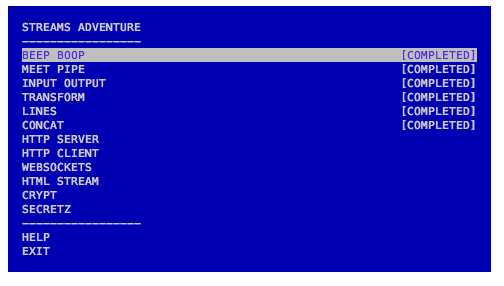 STREAMS ADVENTURE
─────────────────
BEEP BOOP [COMPLETED]
MEET PIPE [COMPLETED]
INPUT OUTPUT [COMPLETED]
TRANSFORM [COMPLETED]
LINES [COMPLETED]
CONCAT [COMPLETED]
HTTP SERVER
HTTP CLIENT
WEBSOCKETS
HTML STREAM
CRYPT
SECRETZ
─────────────────
HELP
EXIT